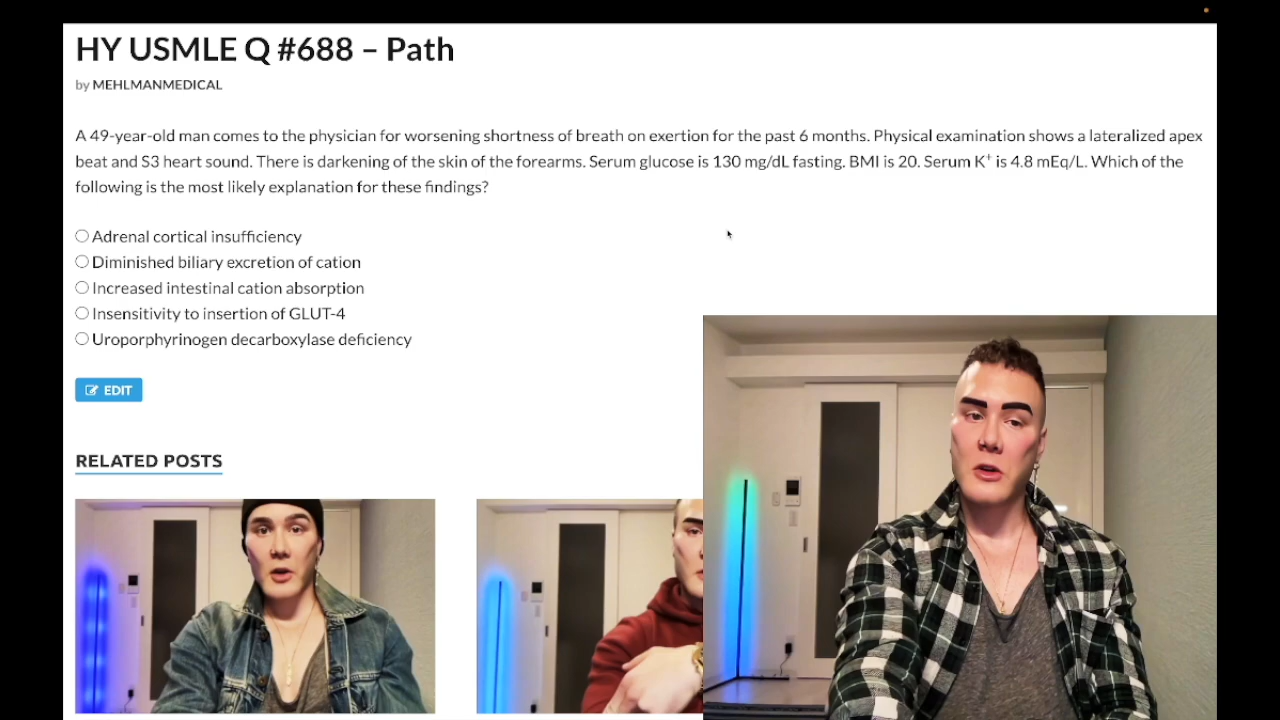 HY USMLE Q #688 – Path
by MEHLMANMEDICAL
A 49-year-old man comes to the physician for worsening shortness of breath on exertion for the past 6 months. Physical examination shows a lateralized apex
beat and S3 heart sound. There is darkening of the skin of the forearms. Serum glucose is 130 mg/dL fasting. BMI is 20. Serum K⁺ is 4.8 mEq/L. Which of the
following is the most likely explanation for these findings?
Adrenal cortical insufficiency
Diminished biliary excretion of cation
Increased intestinal cation absorption
Insensitivity to insertion of GLUT-4
Uroporphyrinogen decarboxylase deficiency
EDIT
RELATED POSTS